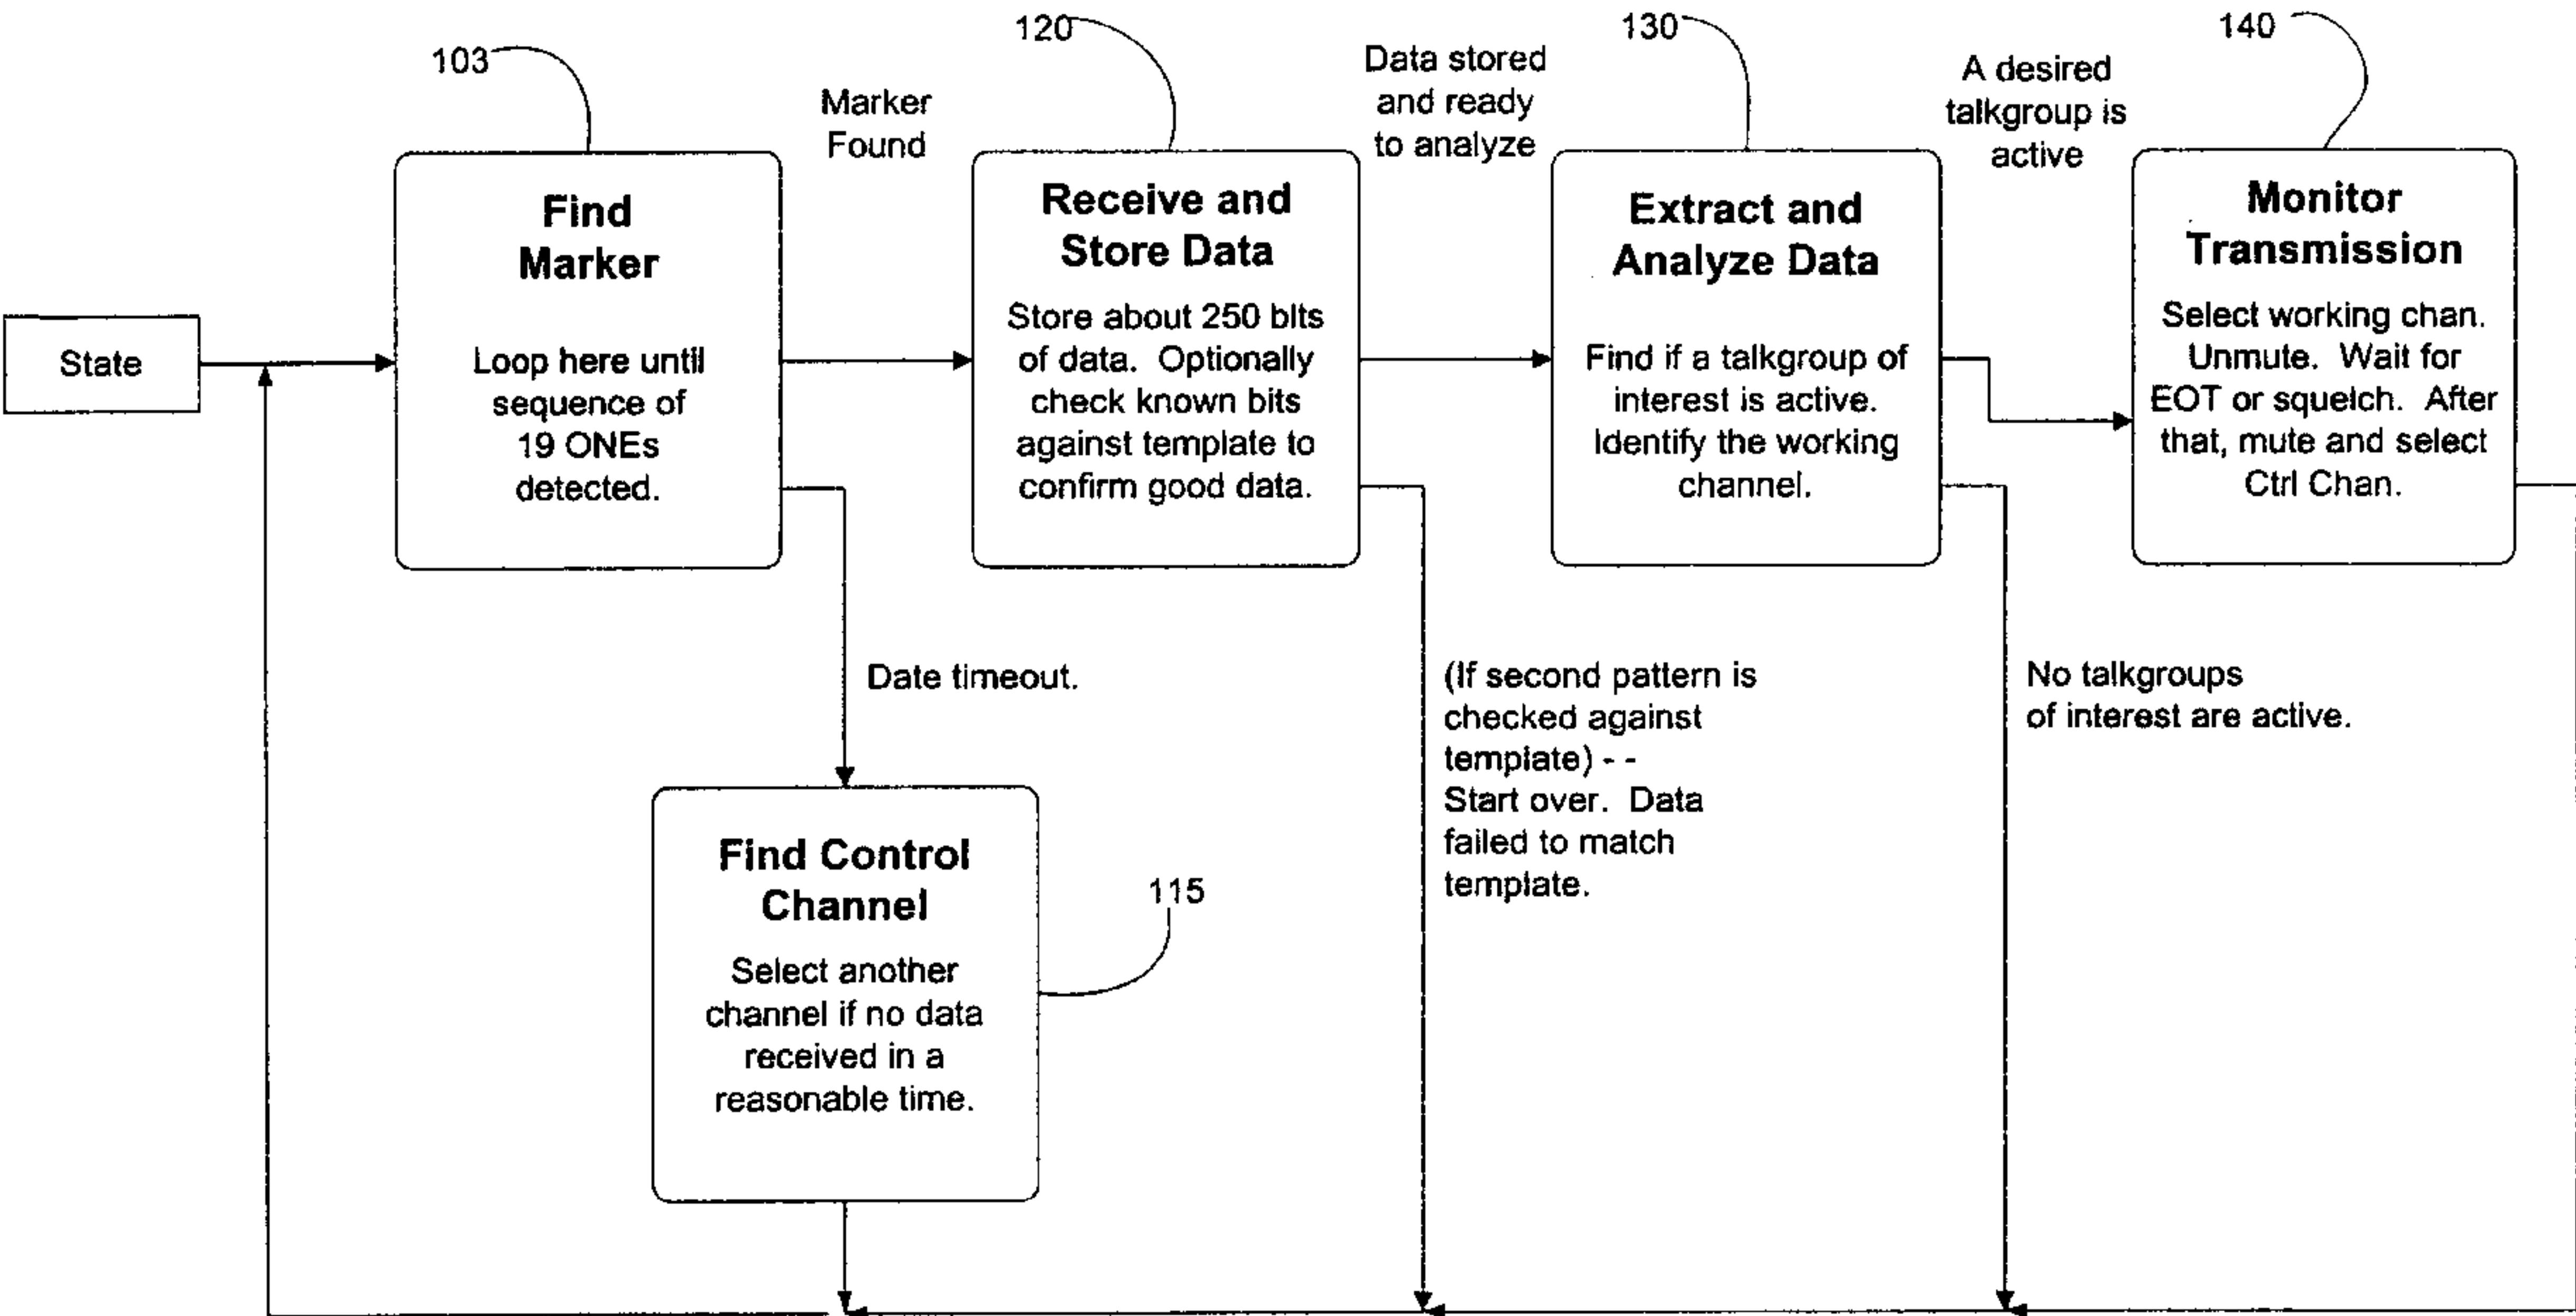 103
Marker
Found
120
Data stored
and ready
to analyze
130
A desired
talkgroup is
active
140
State
Find
Marker
Loop here until
sequence of
19 ONEs
detected.
Receive and
Store Data
Store about 250 bits
of data. Optionally
check known bits
against template to
confirm good data.
Extract and
Analyze Data
Find if a talkgroup of
interest is active.
Identify the working
channel.
Monitor
Transmission
Select working chan.
Unmute. Wait for
EOT or squelch. After
that, mute and select
Ctrl Chan.
Date timeout.
(If second pattern is
checked against
template) - -
Start over. Data
failed to match
template.
No talkgroups
of interest are active.
Find Control
Channel
Select another
channel if no data
received in a
reasonable time.
115